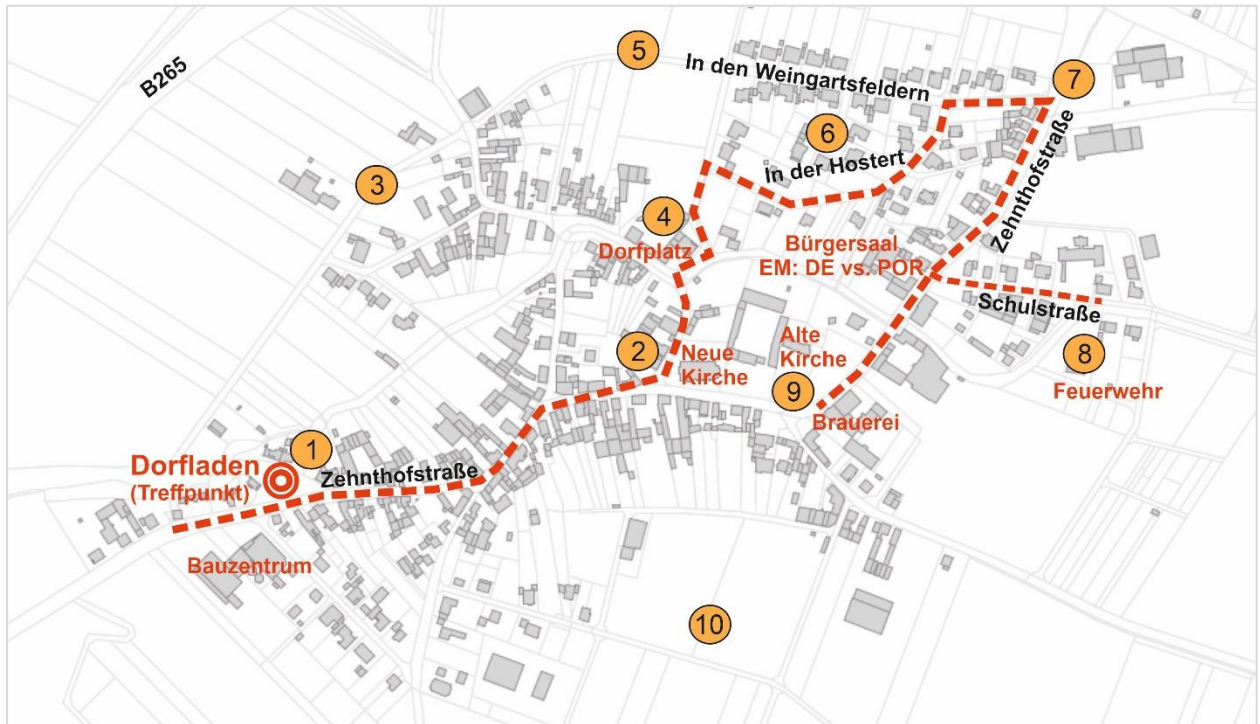 B265
5
In den Weingartsfeldern
7
6
In der Hostert
Zehnthofstraße
3
4
Dorfplatz
Bürgersaal
EM: DE vs. POR
Schulstraße
2
Neue
Kirche
Alte
Kirche
8
Feuerwehr
9
Brauerei
1
Dorfladen
(Treffpunkt)
Zehnthofstraße
Bauzentrum
10